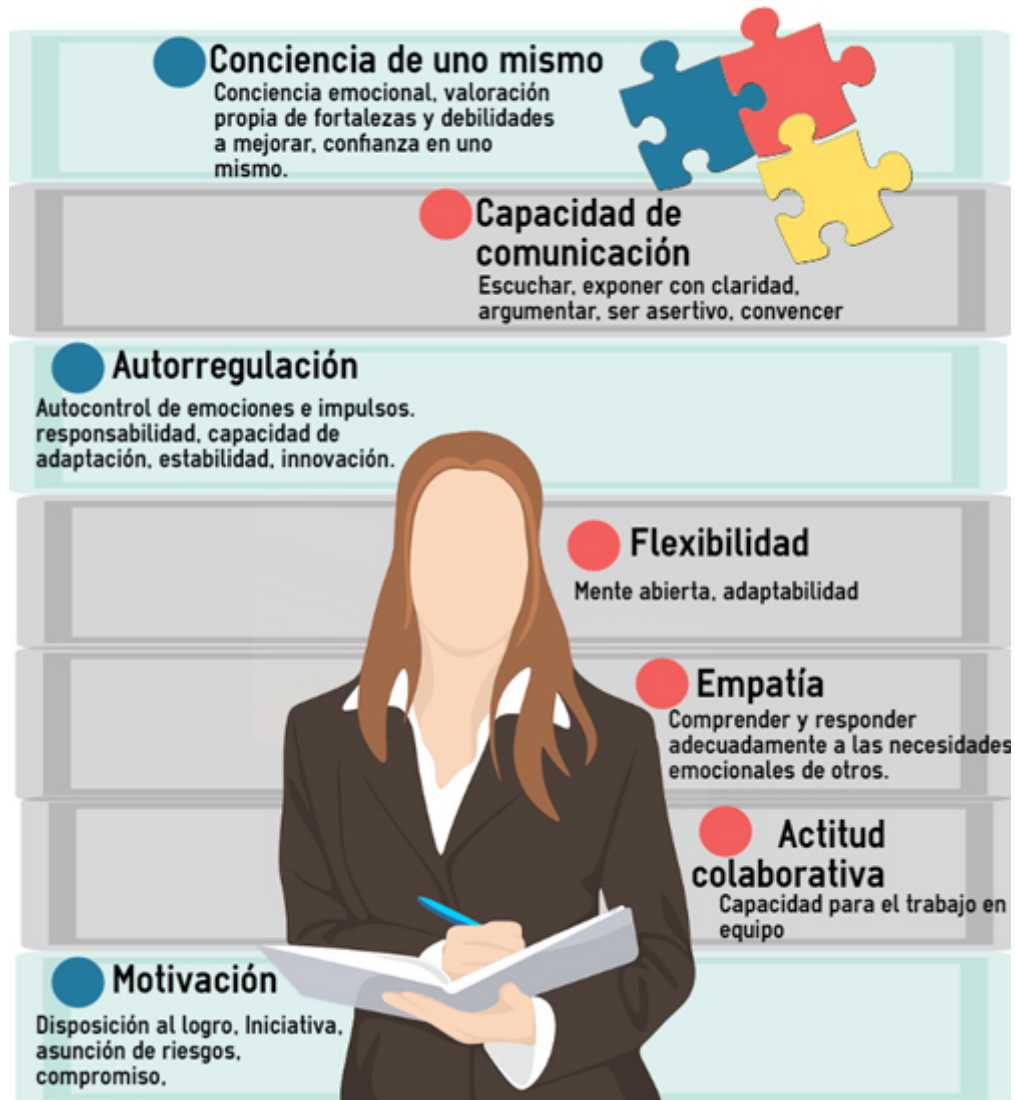 Conciencia de uno mismo
Conciencia emocional, valoración
propia de fortalezas y debilidades
a mejorar, confianza en uno
mismo.
Capacidad de
comunicación
Escuchar, exponer con claridad,
argumentar, ser asertivo, convencer
Autorregulación
Autocontrol de emociones e impulsos.
responsabilidad, capacidad de
adaptación, estabilidad, innovación.
Flexibilidad
Mente abierta, adaptabilidad
Empatía
Comprender y responder
adecuadamente a las necesidades
emocionales de otros.
Actitud
colaborativa
Capacidad para el trabajo en
equipo
Motivación
Disposición al logro, Iniciativa,
asunción de riesgos,
compromiso,